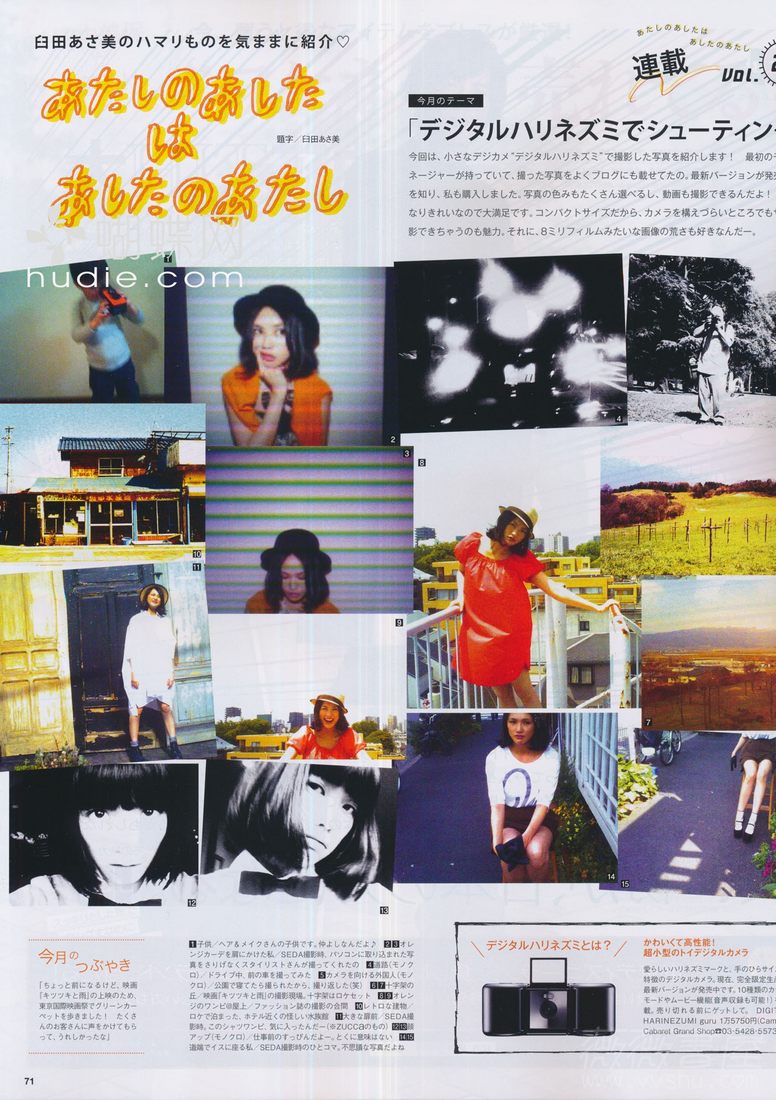 臼田あさ美のハマリものを気ままに紹介♡
あたしのあした
は
あしたのあたし
題字／臼田あさ美
あたしのあしたは
あしたのあたし
連載
Vol.
今月のテーマ
「デジタルハリネズミでシューティン
今回は、小さなデジカメ“デジタルハリネズミ”で撮影した写真を紹介します！　最初の
ネージャーが持っていて、撮った写真をよくブログにも載せてたの。最新バージョンが発
を知り、私も購入しました。写真の色みもたくさん選べるし、動画も撮影できるんだよ！
なりきれいなので大満足です。コンパクトサイズだから、カメラを構えづらいところでも
影できちゃうのも魅力。それに、8ミリフィルムみたいな画像の荒さも好きなんだー。
蝴蝶网
hudie.com
2
4
3
8
10
11
9
7
12
13
14
15
今月の
つぶやき
「ちょっと前になるけど、映画
『キツツキと雨』の上映のため、
東京国際映画祭でグリーンカー
ペットを歩きました！　たくさ
んのお客さんに声をかけてもら
って、うれしかったな」
1子供／ヘア＆メイクさんの子供です。仲よしなんだよ♪ 23オレ
ンジカーデを肩にかけた私／SEDA撮影時、パソコンに取り込まれた写
真をさりげなくスタイリストさんが撮ってくれたの 4道路（モノク
ロ）／ドライブ中、前の車を撮ってみた 5カメラを向ける外国人（モノ
クロ）／公園で寝てたら撮られたから、撮り返した（笑） 67十字架の
丘／映画『キツツキと雨』の撮影現場。十字架はロケセット 89オレン
ジのワンピ@屋上／ファッション誌の撮影の合間 10レトロな建物／
ロケで泊まった、ホテル近くの怪しい水族館 11大きな扉前／SEDA撮
影時。このシャツワンピ、気に入ったんだー（※ZUCCaのもの） 1213顔
アップ（モノクロ）／仕事前のすっぴんだよー。とくに意味はない 1415
道端でイスに座る私／SEDA撮影時のひとコマ。不思議な写真だよね
デジタルハリネズミとは？
かわいくて高性能！
超小型のトイデジタルカメラ
愛らしいハリネズミマークと、手のひらサイズ
特徴のデジタルカメラ。現在、完全限定生
最新バージョンが発売中です。10種類のカ
モードやムービー機能（音声収録も可能！）
載。売り切れる前にゲットして。 DIGIT
HARINEZUMI guru 1万5750円（Cam
Cabaret Grand Shop☎03・5428・557
71